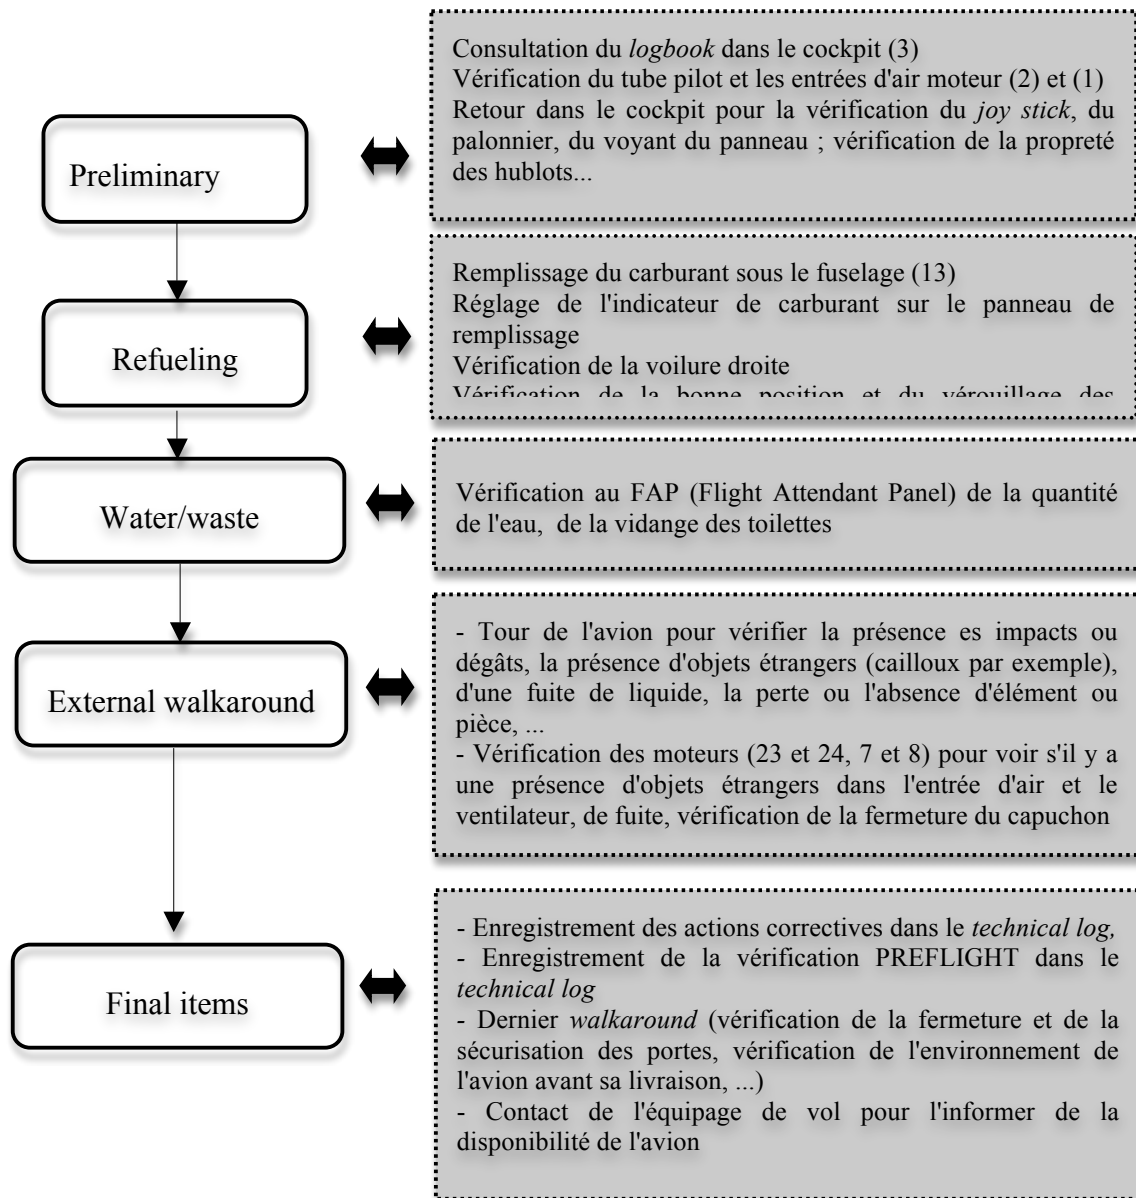 Preliminary
Consultation du logbook dans le cockpit (3)
Vérification du tube pilot et les entrées d'air moteur (2) et (1)
Retour dans le cockpit pour la vérification du joy stick, du
palonnier, du voyant du panneau ; vérification de la propreté
des hublots...
Refueling
Remplissage du carburant sous le fuselage (13)
Réglage de l'indicateur de carburant sur le panneau de
remplissage
Vérification de la voilure droite
Vérification de la bonne position et du vérouillage des
Water/waste
Vérification au FAP (Flight Attendant Panel) de la quantité
de l'eau, de la vidange des toilettes
External walkaround
- Tour de l'avion pour vérifier la présence es impacts ou
dégâts, la présence d'objets étrangers (cailloux par exemple),
d'une fuite de liquide, la perte ou l'absence d'élément ou
pièce, ...
- Vérification des moteurs (23 et 24, 7 et 8) pour voir s'il y a
une présence d'objets étrangers dans l'entrée d'air et le
ventilateur, de fuite, vérification de la fermeture du capuchon
Final items
- Enregistrement des actions correctives dans le technical log,
- Enregistrement de la vérification PREFLIGHT dans le
technical log
- Dernier walkaround (vérification de la fermeture et de la
sécurisation des portes, vérification de l'environnement de
l'avion avant sa livraison, ...)
- Contact de l'équipage de vol pour l'informer de la
disponibilité de l'avion